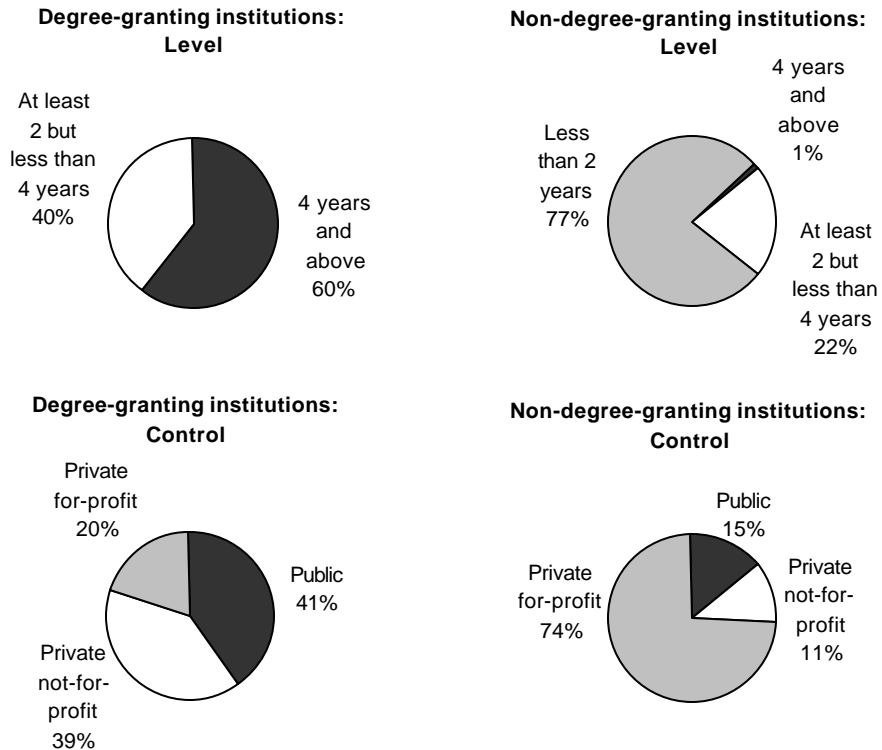 Degree-granting institutions:
Level
At least
2 but
less than
4 years
40%
4 years
and
above
60%
Non-degree-granting institutions:
Level
4 years
and
above
1%
Less
than 2
years
77%
At least
2 but
less than
4 years
22%
Degree-granting institutions:
Control
Private
for-profit
20%
Public
41%
Private
not-for-
profit
39%
Non-degree-granting institutions:
Control
Public
15%
Private
for-profit
74%
Private
not-for-
profit
11%